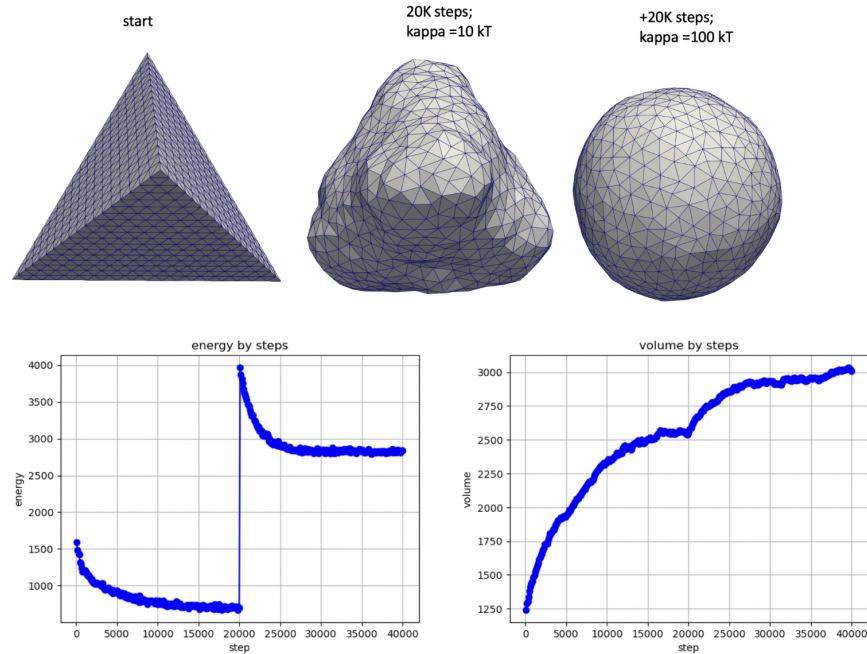 start
20K steps;
kappa =10 kT
+20K steps;
kappa =100 kT
energy by steps
4000
3500
3000
2500
2000
1500
1000
energy
0 5000 10000 15000 20000 25000 30000 35000 40000
step
volume by steps
3000
2750
2500
2250
2000
1750
1500
1250
volume
0 5000 10000 15000 20000 25000 30000 35000 40000
step